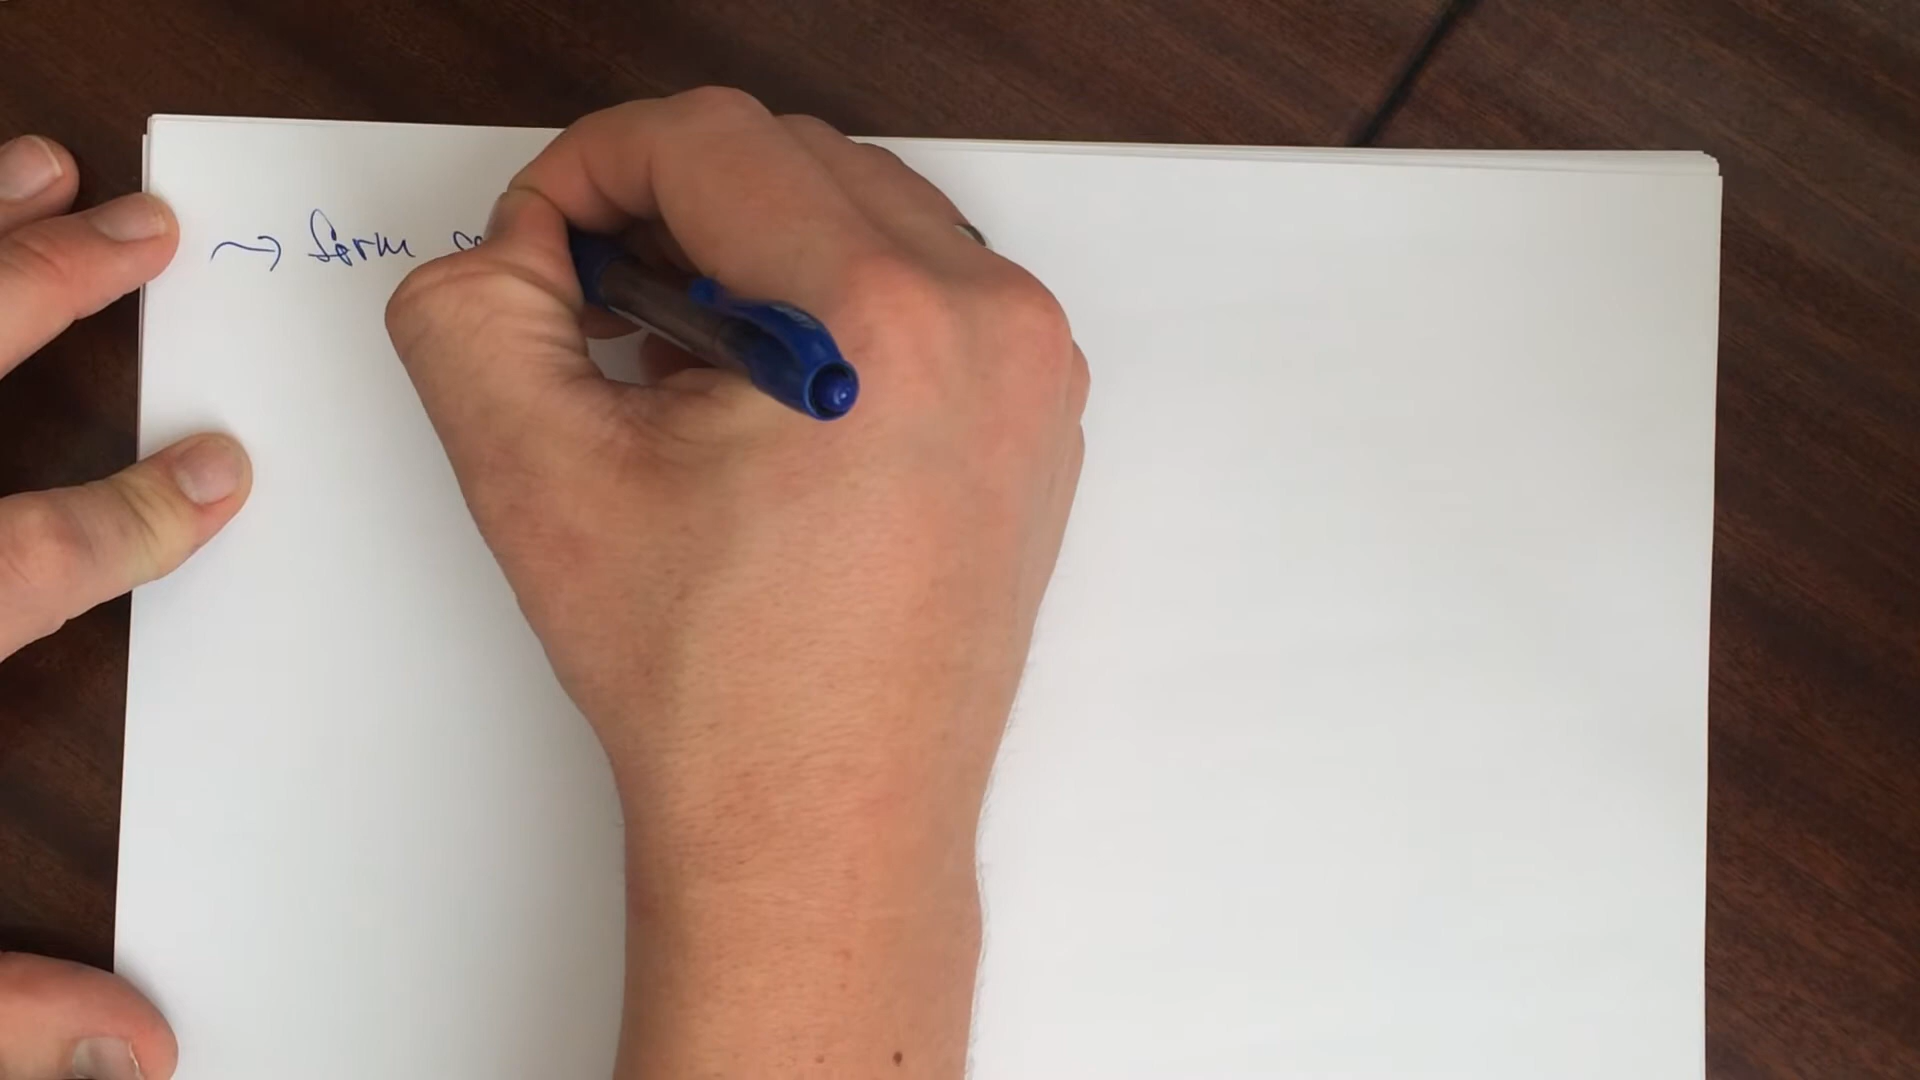 → form